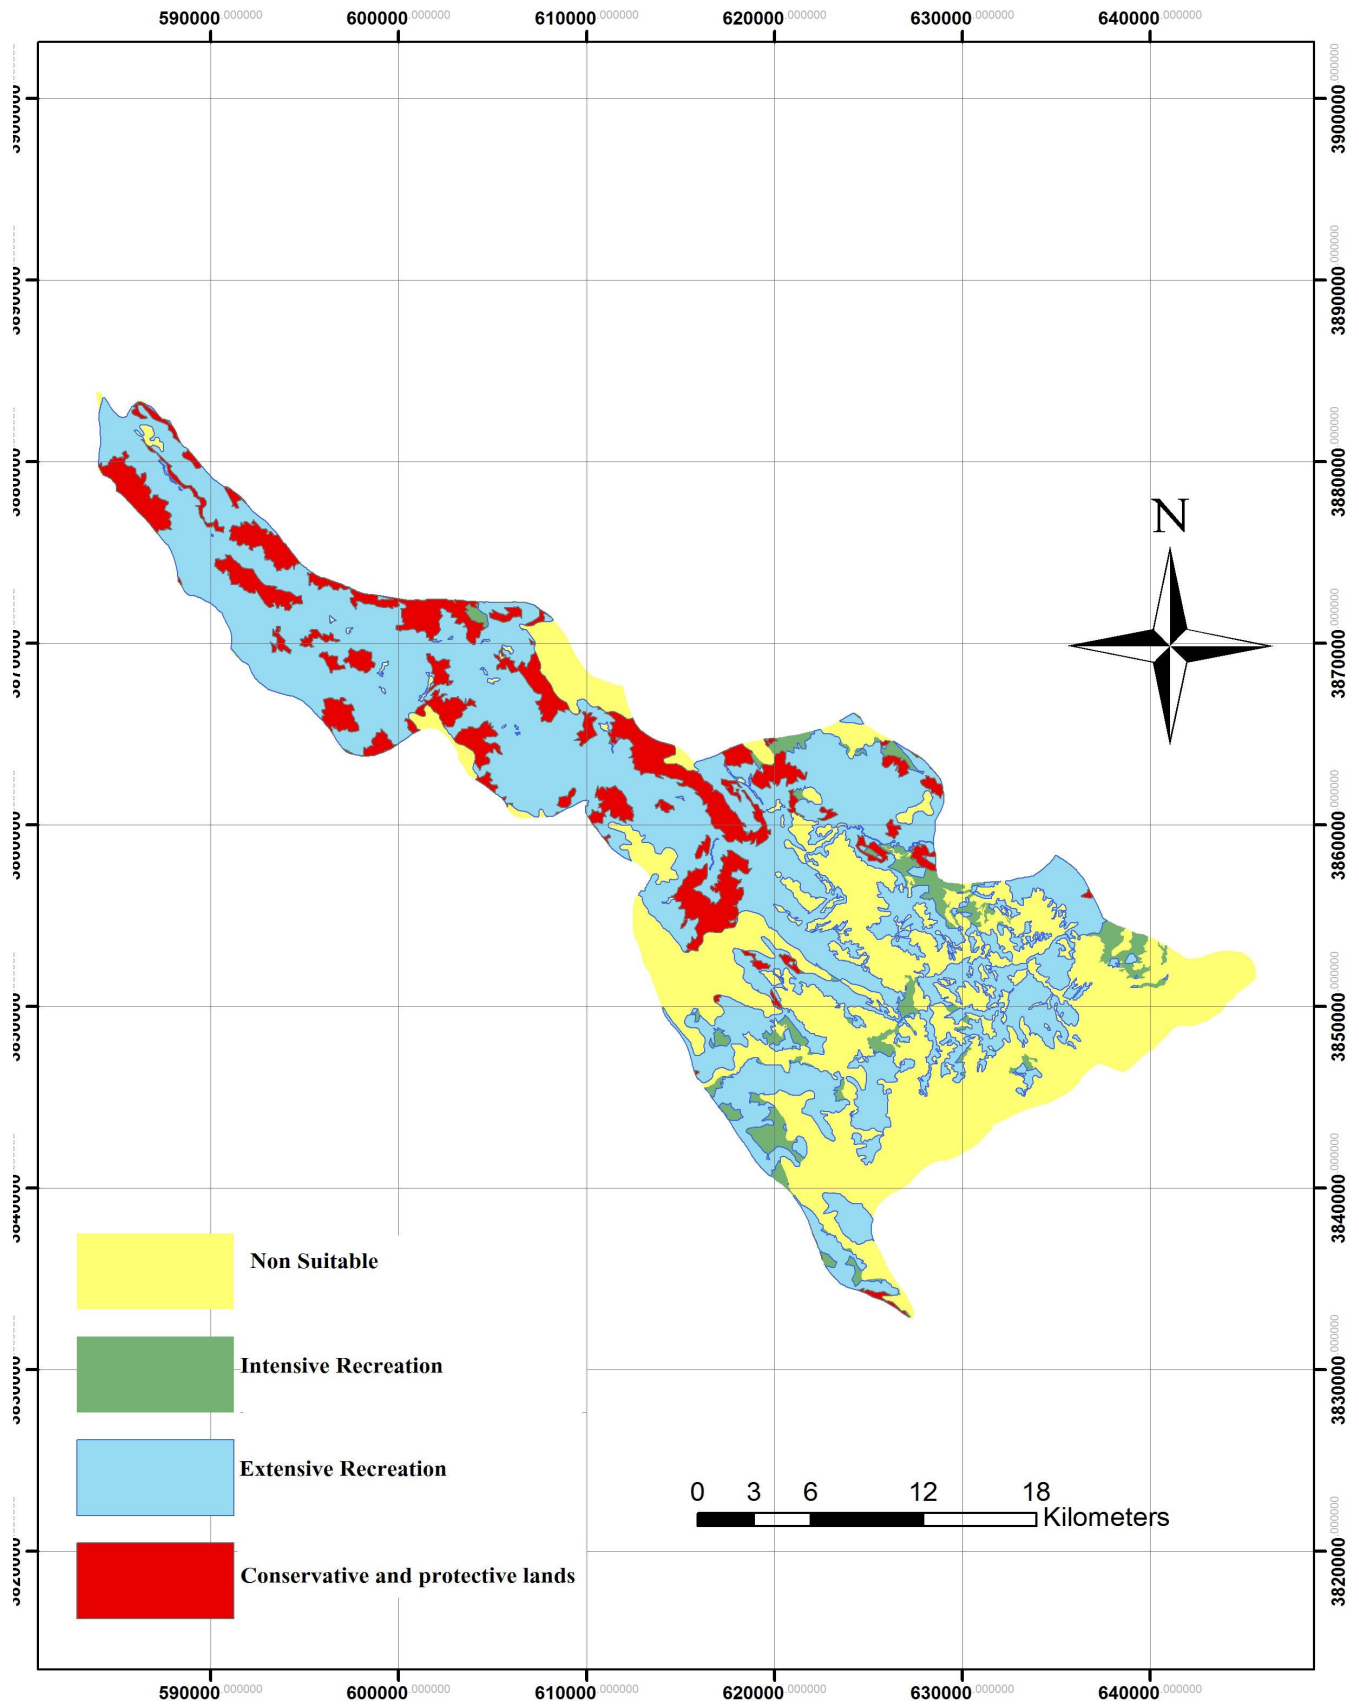 590000.000000 600000.000000 610000.000000 620000.000000 630000.000000 640000.000000
3900000.000000
3890000.000000
3880000.000000
3870000.000000
3860000.000000
3850000.000000
3840000.000000
3830000.000000
3820000.000000
N
Non Suitable
Intensive Recreation
Extensive Recreation
Conservative and protective lands
0 3 6 12 18
Kilometers
590000.000000 600000.000000 610000.000000 620000.000000 630000.000000 640000.000000